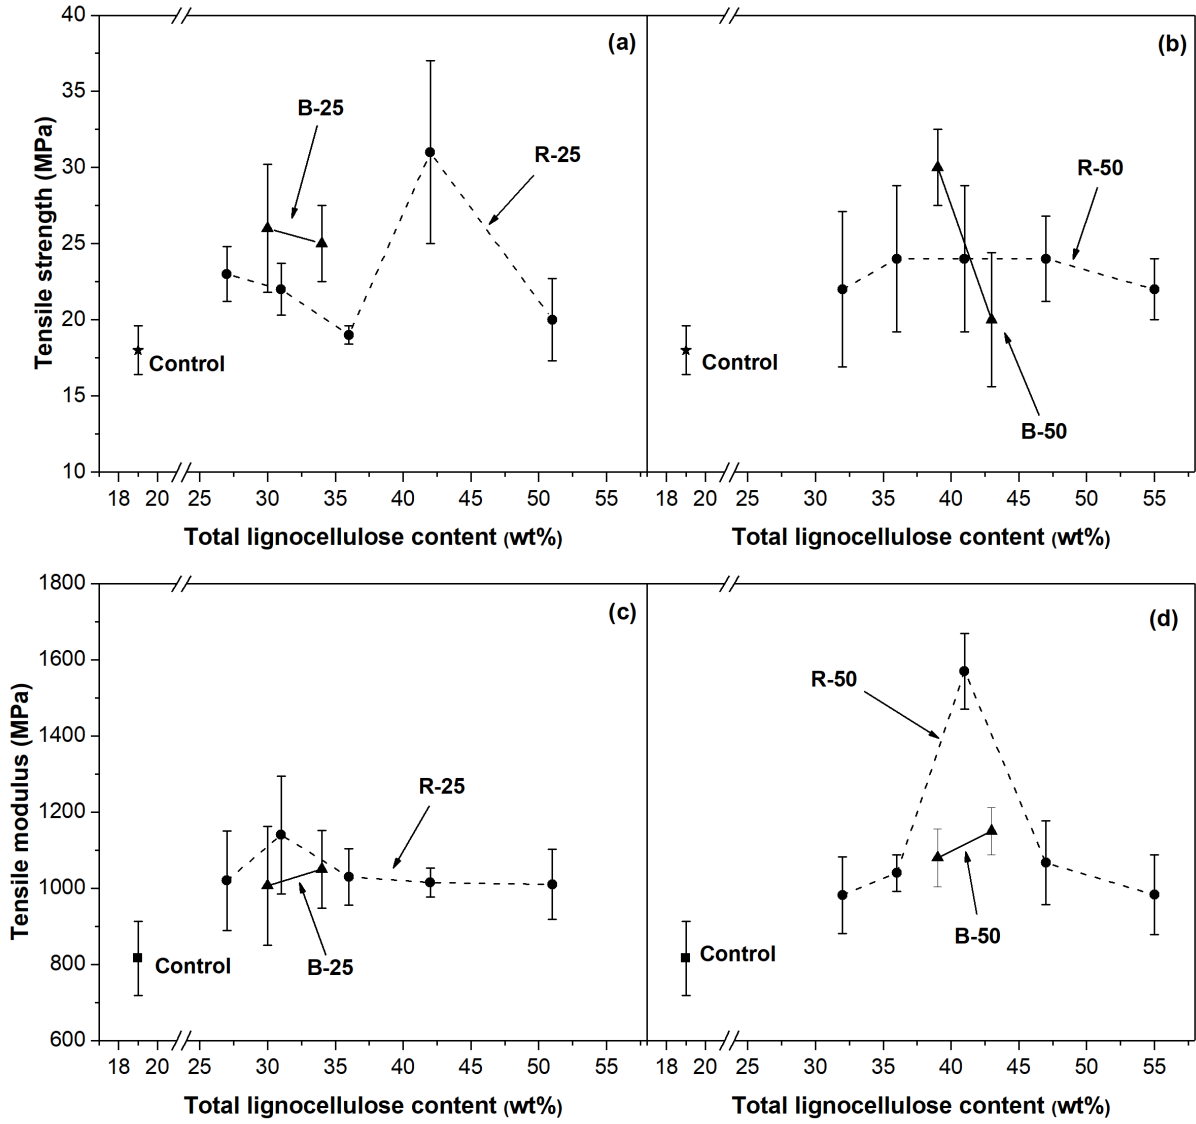 40
35
30
25
20
15
10
Tensile strength (MPa)
(a)
B-25
R-25
Control
18 20 25 30 35 40 45 50 55
Total lignocellulose content (wt%)
(b)
R-50
B-50
Control
18 20 25 30 35 40 45 50 55
Total lignocellulose content (wt%)
1800
1600
1400
1200
1000
800
600
Tensile modulus (MPa)
(c)
R-25
B-25
Control
18 20 25 30 35 40 45 50 55
Total lignocellulose content (wt%)
(d)
R-50
B-50
Control
18 20 25 30 35 40 45 50 55
Total lignocellulose content (wt%)